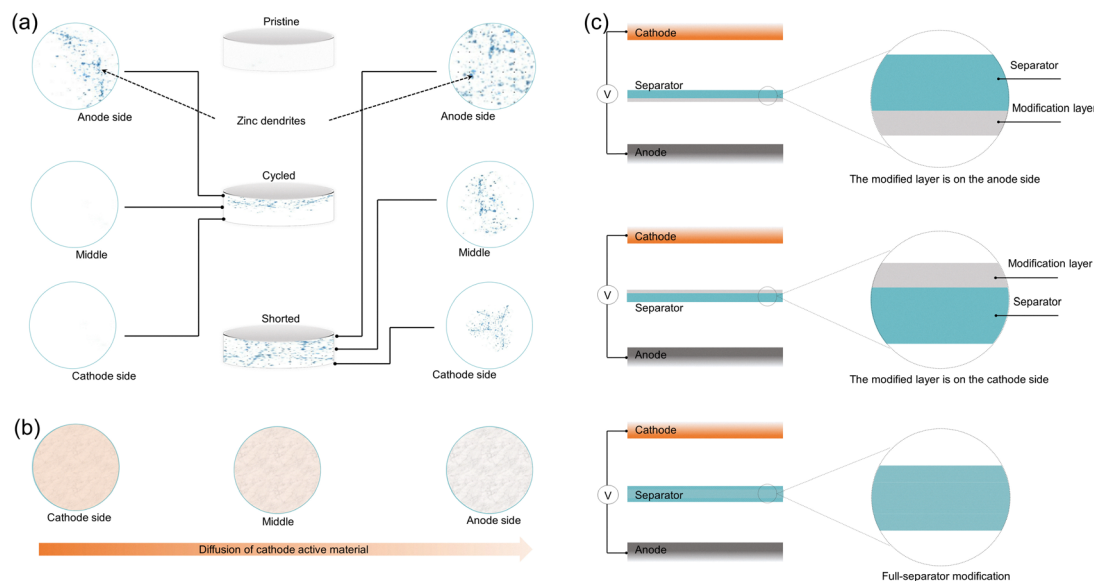 (a)
Pristine
Anode side
Zinc dendrites
Anode side
Cycled
Middle
Middle
Shorted
Cathode side
Cathode side
(b)
Cathode side
Middle
Anode side
Diffusion of cathode active material
(c)
Cathode
Separator
V
Anode
Separator
Modification layer
The modified layer is on the anode side
Cathode
V
Separator
Anode
Modification layer
Separator
The modified layer is on the cathode side
Cathode
V
Separator
Anode
Full-separator modification